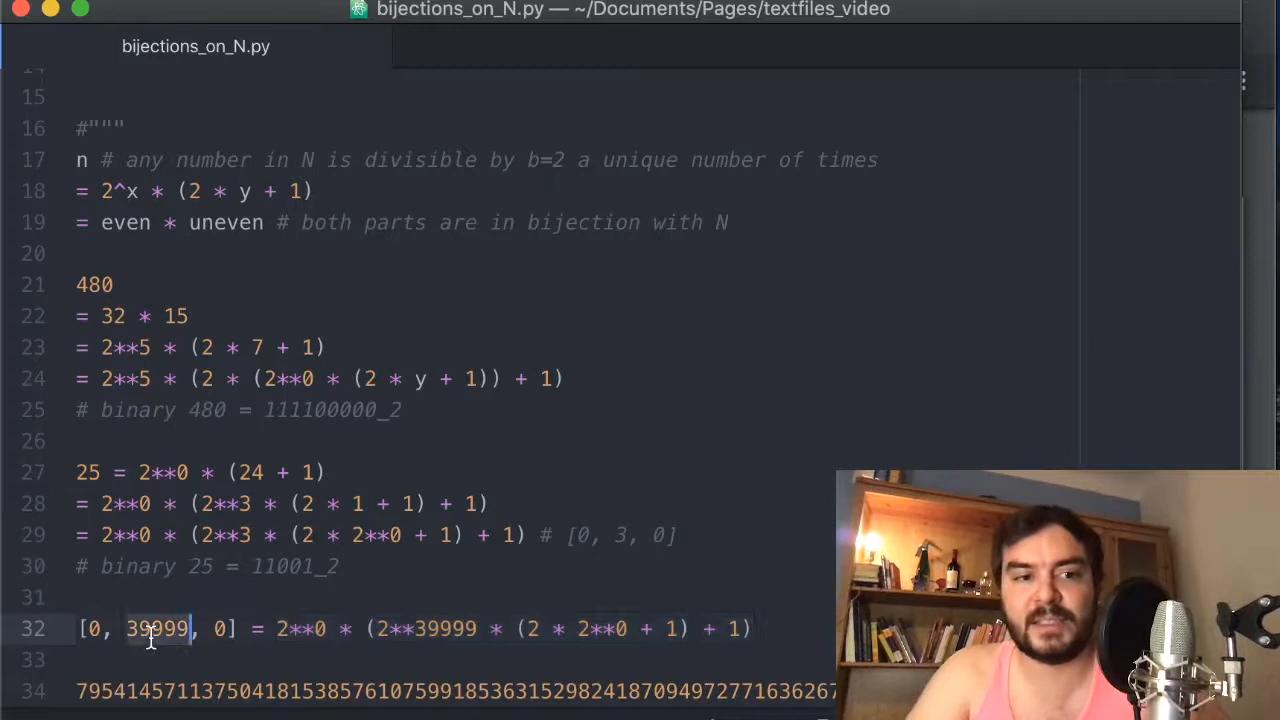 bijections_on_N.py — ~/Documents/Pages/textfiles_video
bijections_on_N.py
14
15
16 #"""
17 n # any number in N is divisible by b=2 a unique number of times
18 = 2^x * (2 * y + 1)
19 = even * uneven # both parts are in bijection with N
20
21 480
22 = 32 * 15
23 = 2**5 * (2 * 7 + 1)
24 = 2**5 * (2 * (2**0 * (2 * y + 1)) + 1)
25 # binary 480 = 111100000_2
26
27 25 = 2**0 * (24 + 1)
28 = 2**0 * (2**3 * (2 * 1 + 1) + 1)
29 = 2**0 * (2**3 * (2 * 2**0 + 1) + 1) # [0, 3, 0]
30 # binary 25 = 11001_2
31
32 [0, 39999, 0] = 2**0 * (2**39999 * (2 * 2**0 + 1) + 1)
33
34 7954145711375041815385761075991853631529824187094972771636267